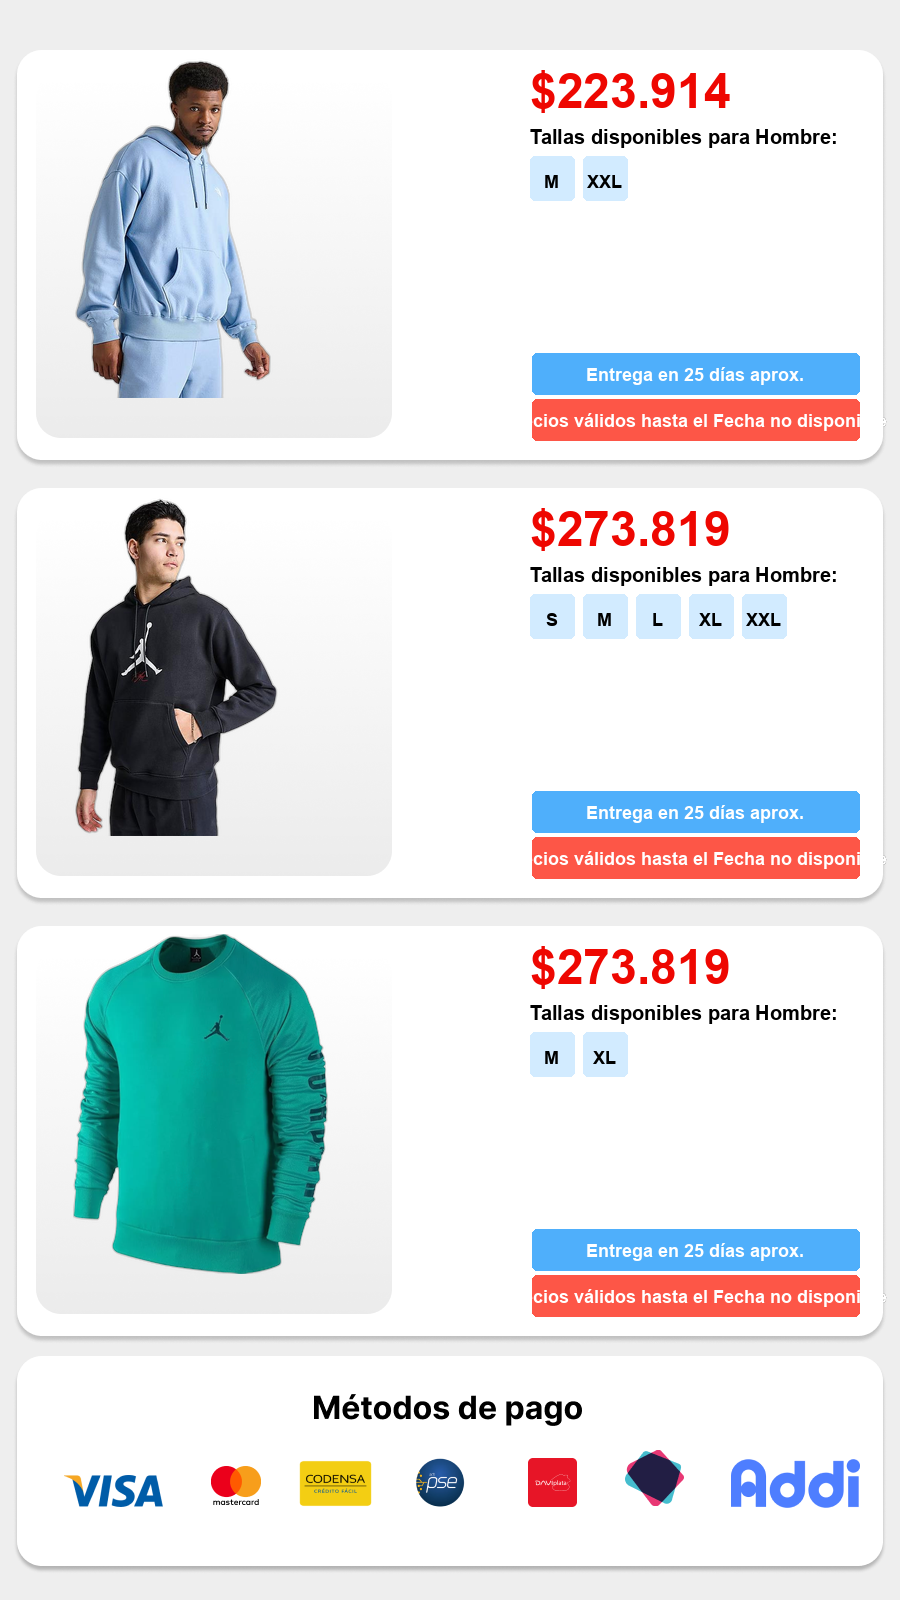 $223.914
Tallas disponibles para Hombre:
M XXL
Entrega en 25 días aprox.
cios válidos hasta el Fecha no disponi
$273.819
Tallas disponibles para Hombre:
S M L XL XXL
Entrega en 25 días aprox.
cios válidos hasta el Fecha no disponi
$273.819
Tallas disponibles para Hombre:
M XL
Entrega en 25 días aprox.
cios válidos hasta el Fecha no disponi
JORDAN
Métodos de pago
VISA
mastercard
CODENSA
CRÉDITO FÁCIL
pse
DAVIplata
Addi